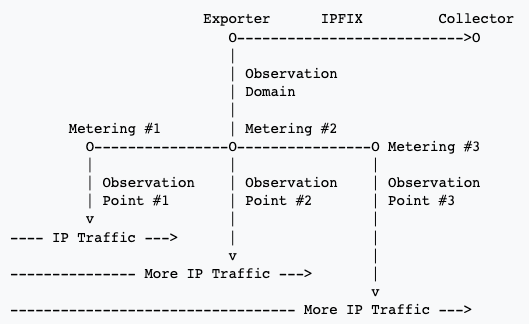 Exporter IPFIX Collector
O--------------------------->O
|
| Observation
| Domain
|
Metering #1 | Metering #2
O----------------O----------------O Metering #3
| | |
| Observation | Observation | Observation
| Point #1 | Point #2 | Point #3
v | |
---- IP Traffic ---> | |
v |
--------------- More IP Traffic ---> |
v
---------------------------------- More IP Traffic --->